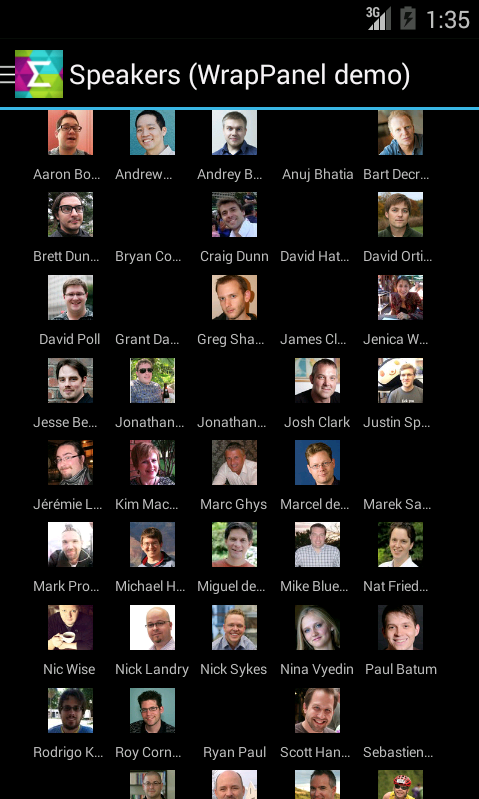 3G 1:35
Speakers (WrapPanel demo)
Aaron Bo... Andrew... Andrey B... Anuj Bhatia Bart Decr...
Brett Dun... Bryan Co... Craig Dunn David Hat... David Orti...
David Poll Grant Da... Greg Sha... James Cl... Jenica W...
Jesse Be... Jonathan... Jonathan... Josh Clark Justin Sp...
Jérémie L... Kim Mac... Marc Ghys Marcel de... Marek Sa...
Mark Pro... Michael H... Miguel de... Mike Blue... Nat Fried...
Nic Wise Nick Landry Nick Sykes Nina Vyedin Paul Batum
Rodrigo K... Roy Corn... Ryan Paul Scott Han... Sebastien...